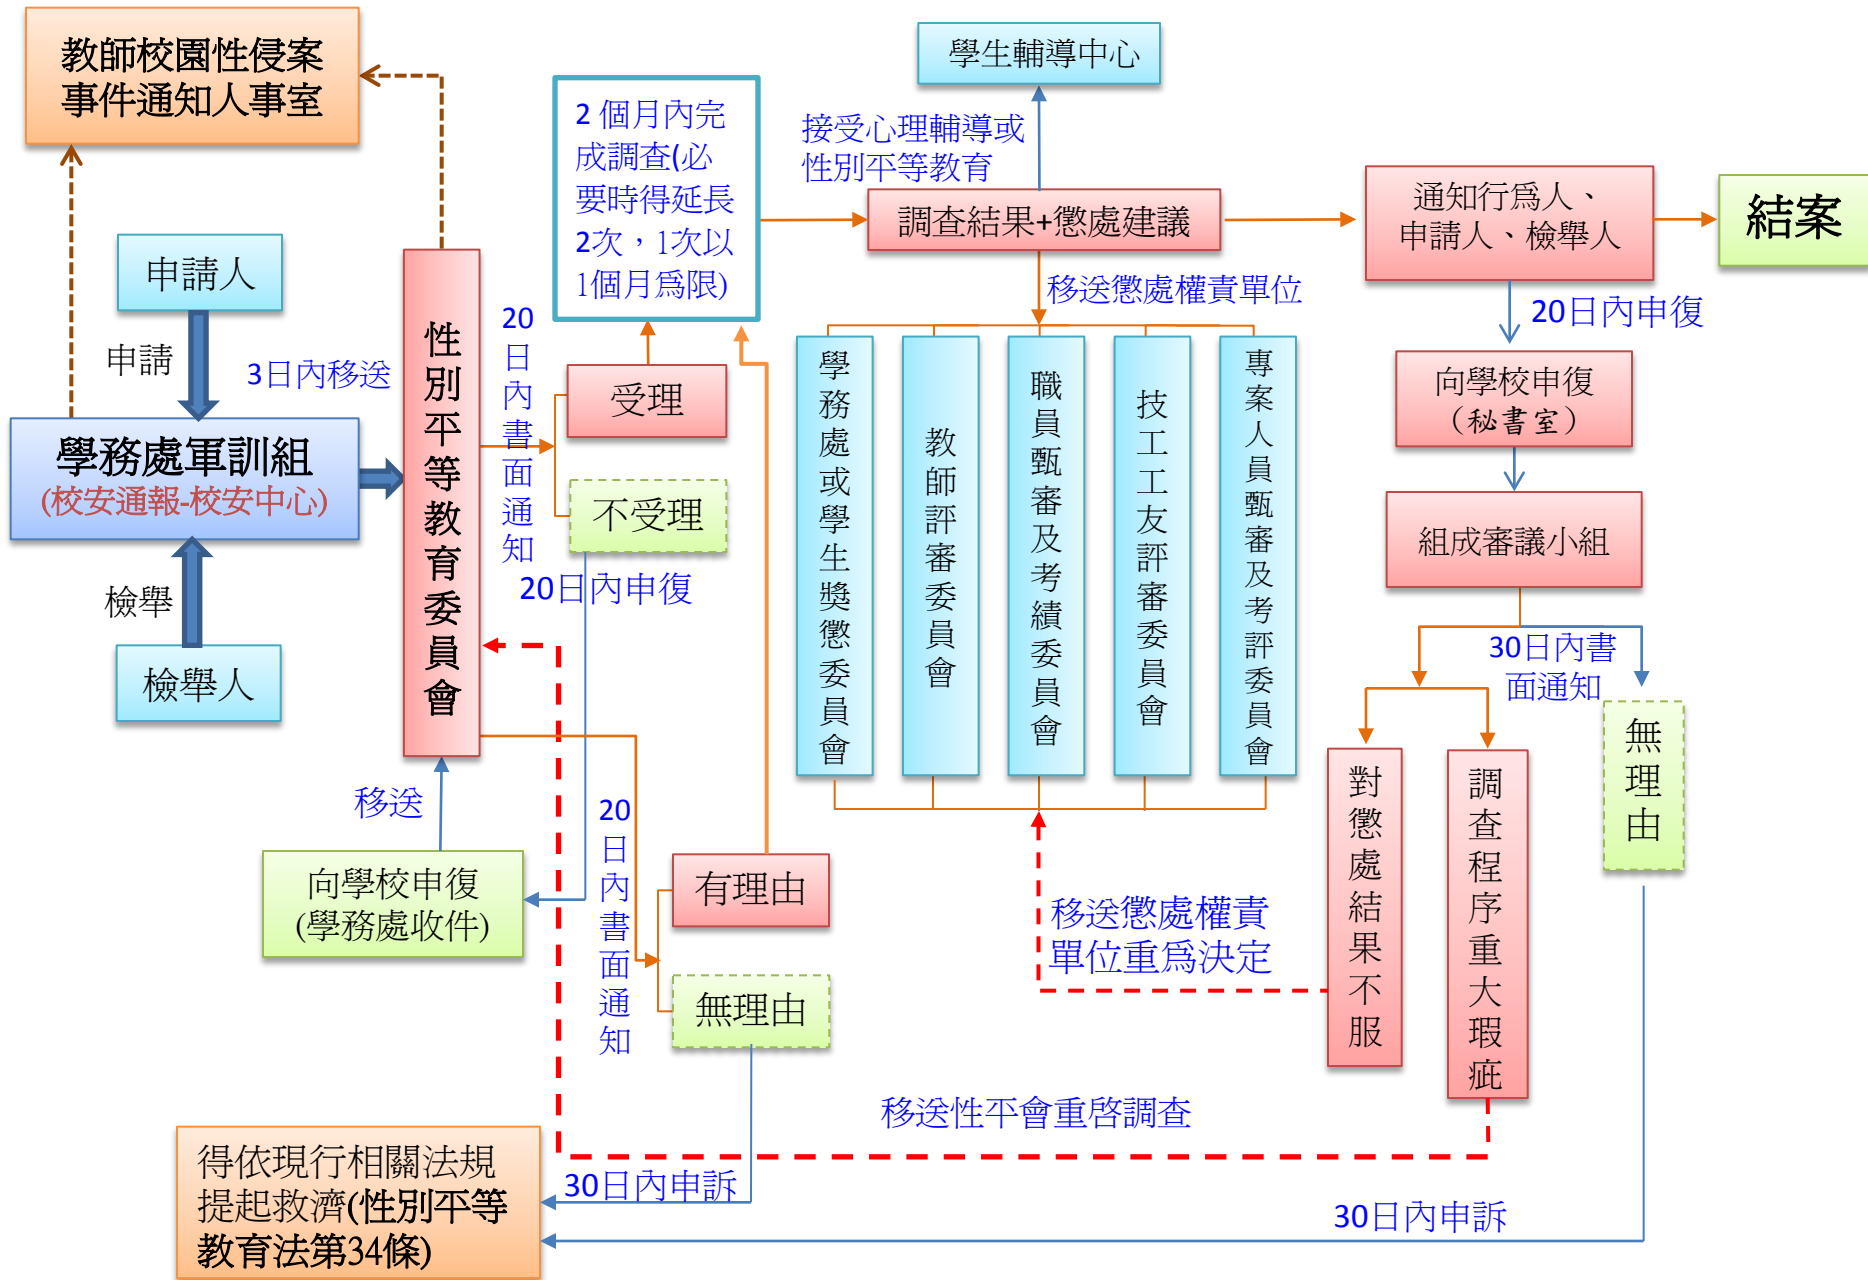 教師校園性侵案
事件通知人事室
申請人
申請
3日內移送
學務處軍訓組
(校安通報-校安中心)
檢舉
檢舉人
性別平等教育委員會
移送
向學校申復
(學務處收件)
20日內書面通知
受理
不受理
20日內申復
2 個月內完
成調查(必
要時得延長
2次，1次以
1個月為限)
20日內書面通知
有理由
無理由
30日內申訴
得依現行相關法規
提起救濟(性別平等
教育法第34條)
學生輔導中心
接受心理輔導或
性別平等教育
調查結果+懲處建議
移送懲處權責單位
學務處或學生獎懲委員會
教師評審委員會
職員甄審及考績委員會
技工工友評審委員會
專案人員甄審及考評委員會
移送懲處權責
單位重為決定
移送性平會重啓調查
通知行為人、
申請人、檢舉人
結案
20日內申復
向學校申復
（秘書室）
組成審議小組
30日內書
面通知
對懲處結果不服
調查程序重大瑕疵
無理由
30日內申訴